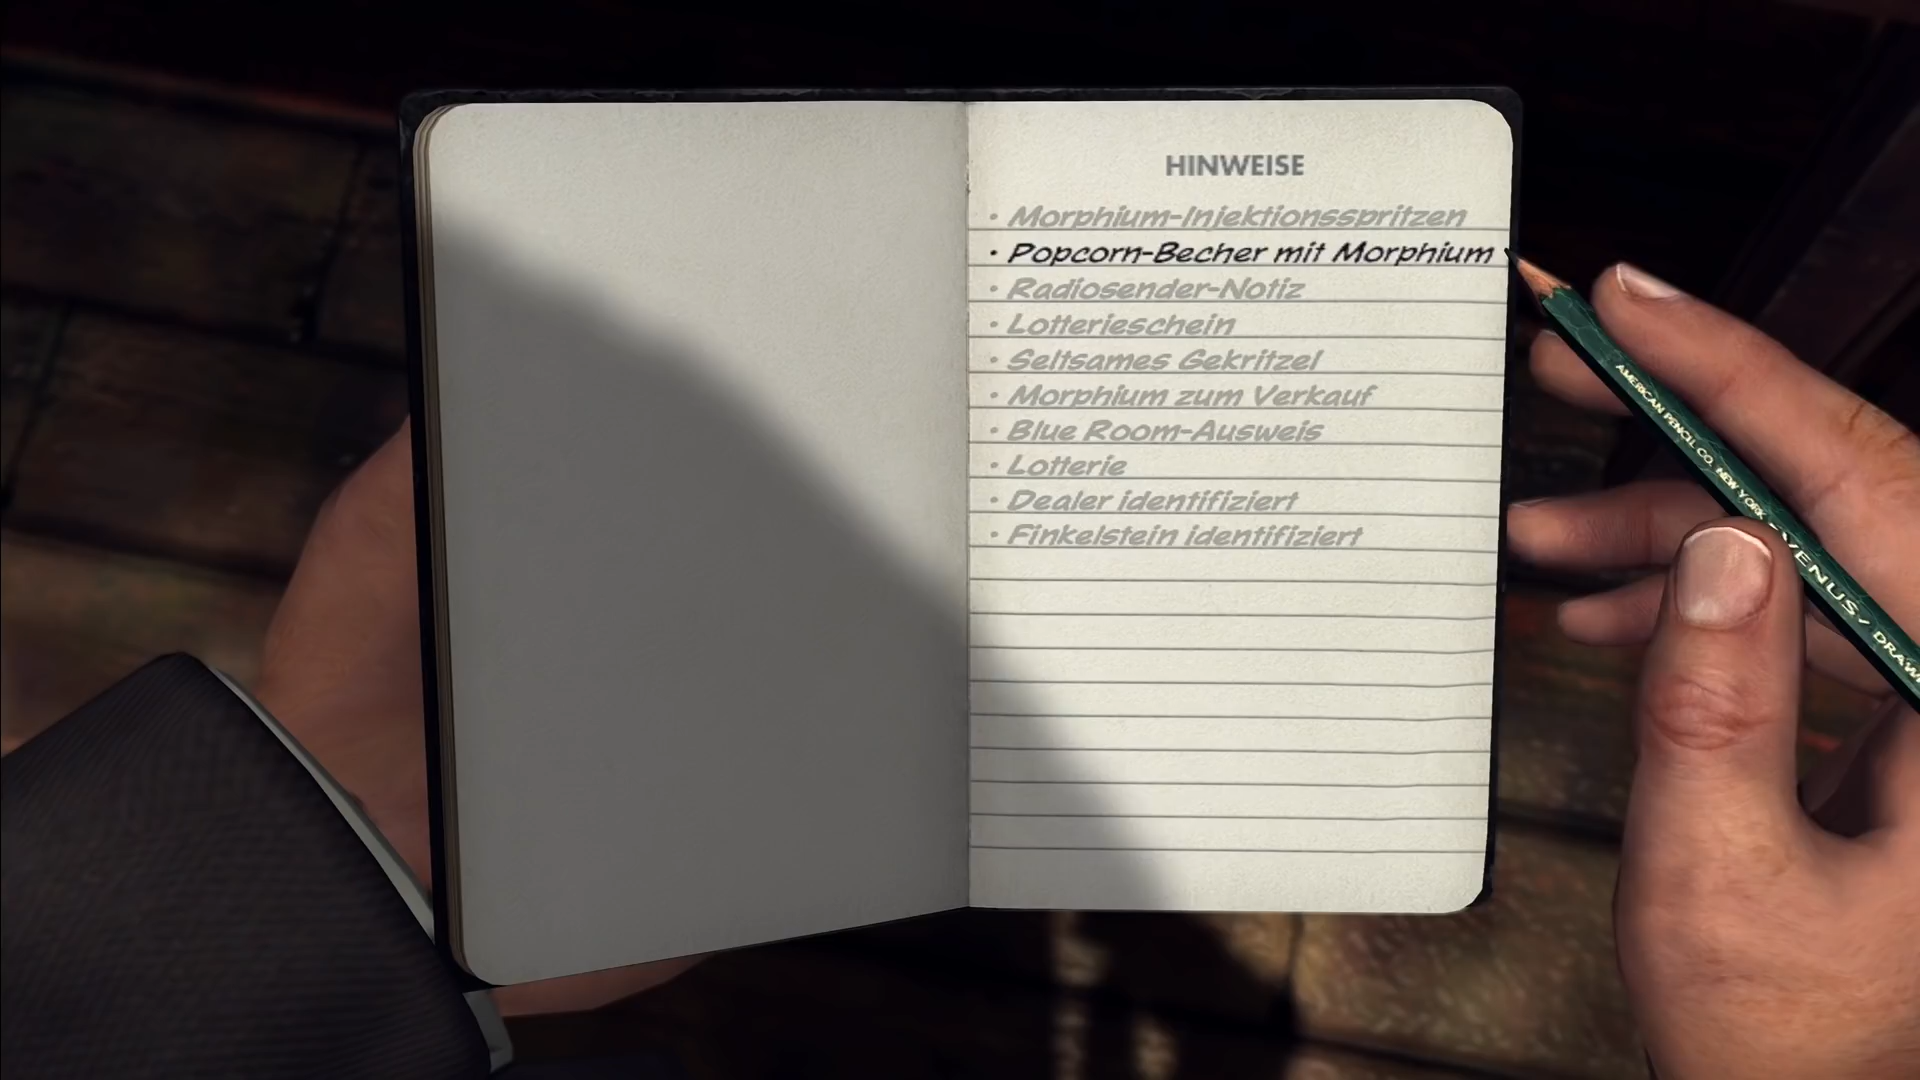 HINWEISE
• Morphium-Injektionsspritzen
• Popcorn-Becher mit Morphium
• Radiosender-Notiz
• Lotterieschein
• Seltsames Gekritzel
• Morphium zum Verkauf
• Blue Room-Ausweis
• Lotterie
• Dealer identifiziert
• Finkelstein identifiziert
AMERICAN PENCIL CO. NEW YORK VENUS DRAW